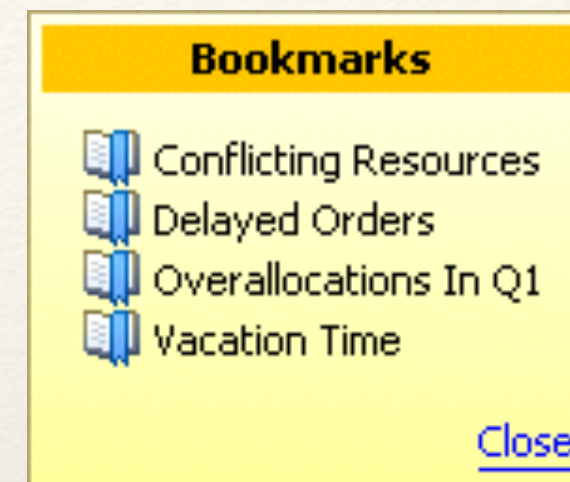 Bookmarks
Conflicting Resources
Delayed Orders
Overallocations In Q1
Vacation Time
Close